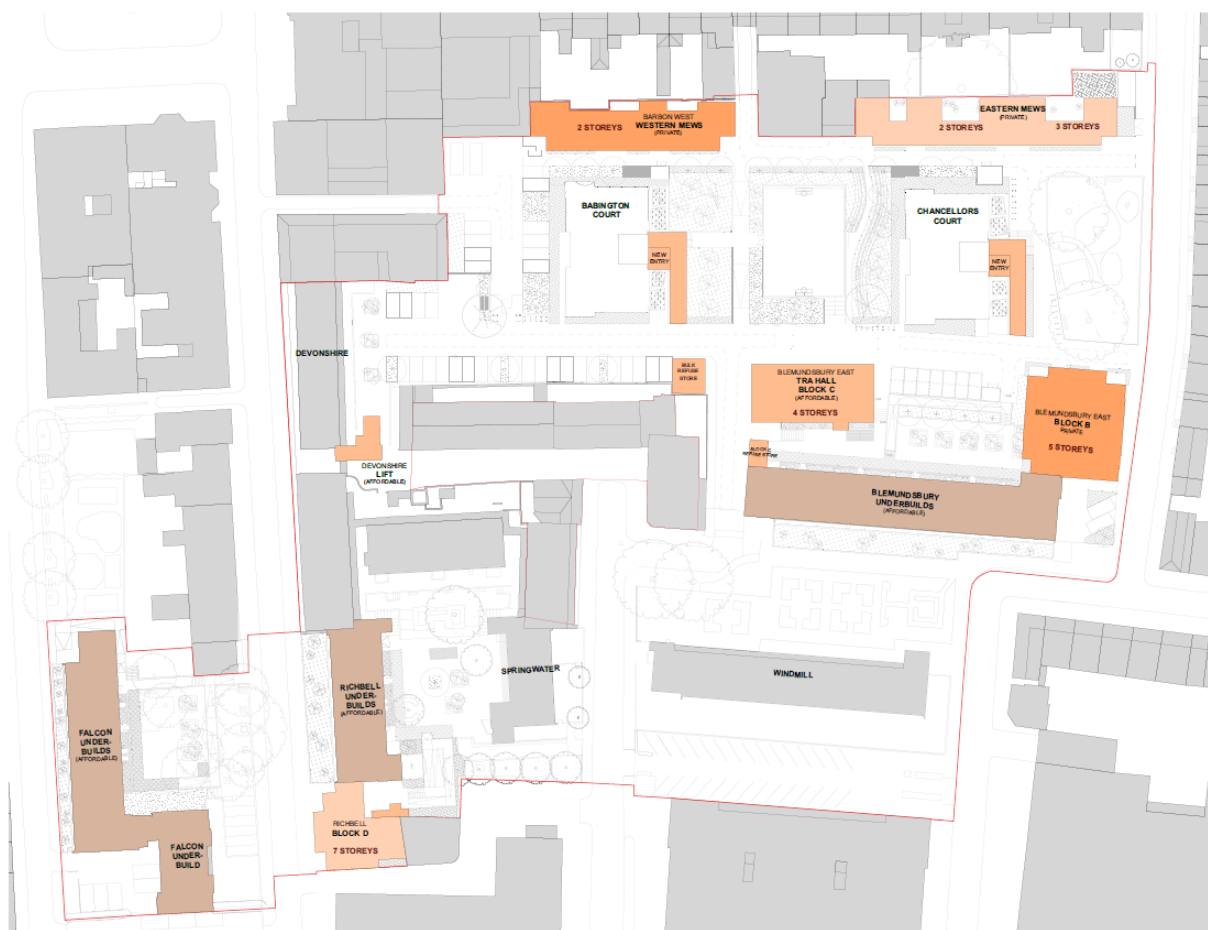 BARBON WEST
WESTERN MEWS
(PRIVATE)
2 STOREYS
EASTERN MEWS
(PRIVATE)
2 STOREYS
3 STOREYS
BABINGTON
COURT
CHANCELLORS
COURT
NEW
ENTRY
NEW
ENTRY
DEVONSHIRE
BULK
REFUSE
STORE
BLEMUNDSBURY EAST
TRA HALL
BLOCK C
(AFFORDABLE)
4 STOREYS
BLEMUNDSBURY EAST
BLOCK B
PRIVATE
5 STOREYS
REFUSE STORE
DEVONSHIRE
LIFT
(AFFORDABLE)
BLEMUNDSBURY
UNDERBUILDS
(AFFORDABLE)
SPRINGWATER
WINDMILL
RICHBELL
UNDER-
BUILDS
(AFFORDABLE)
FALCON
UNDER-
BUILDS
(AFFORDABLE)
RICHBELL
BLOCK D
7 STOREYS
FALCON
UNDER-
BUILD